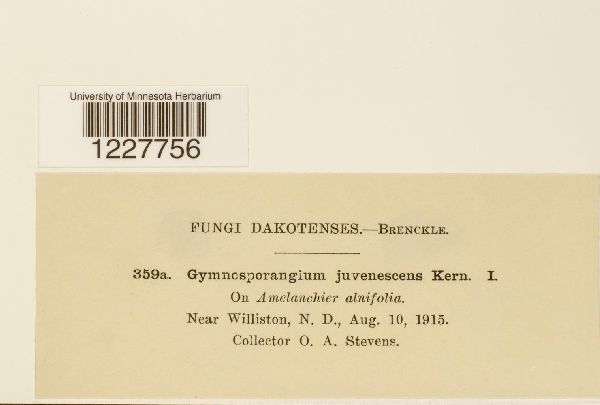 University of Minnesota Herbarium
1227756
FUNGI DAKOTENSES.—BRENCKLE.
359a. Gymnosporangium juvenescens Kern. I.
On Amelanchier alnifolia.
Near Williston, N. D., Aug. 10, 1915.
Collector O. A. Stevens.